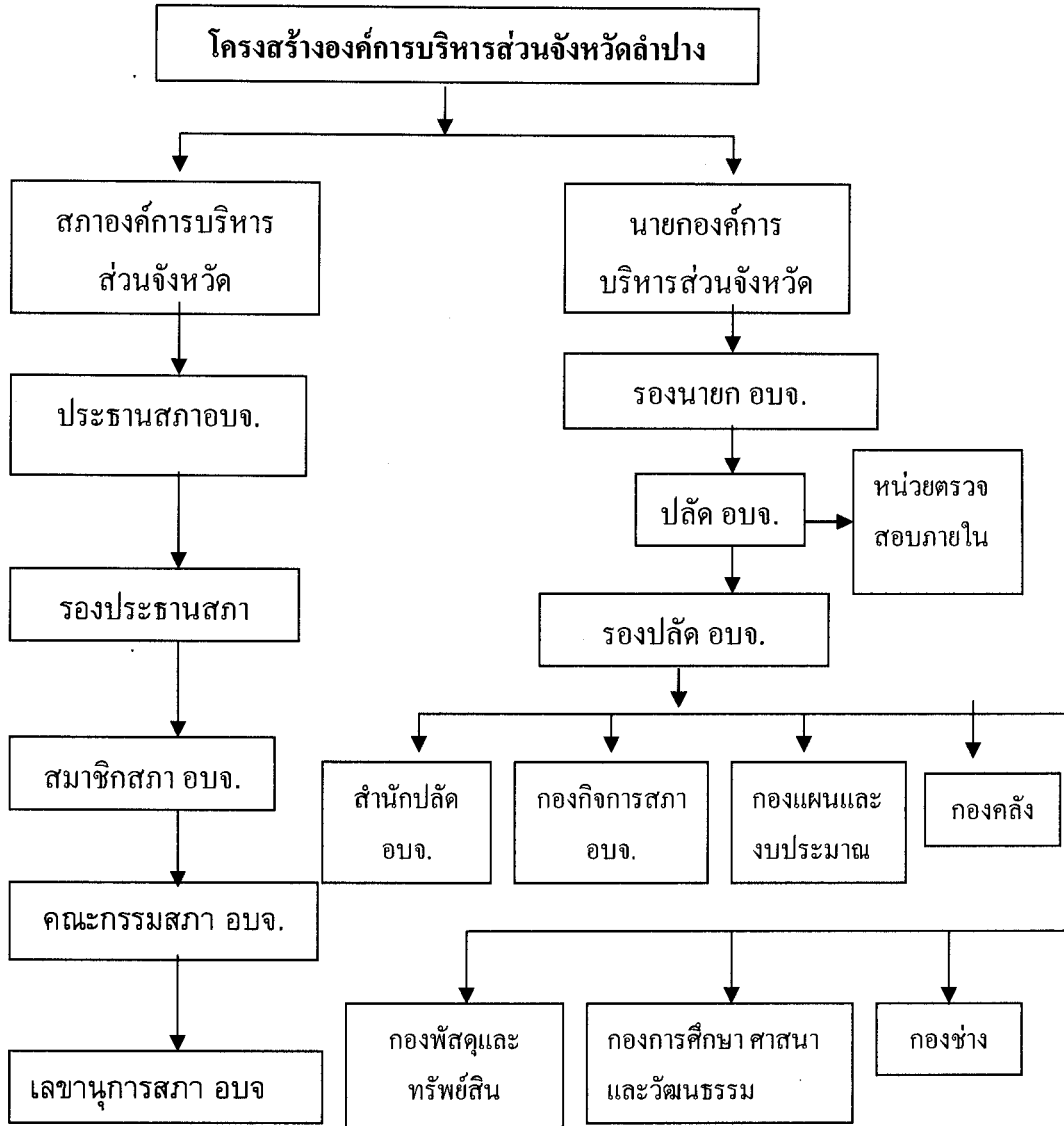 โครงสร้างองค์การบริหารส่วนจังหวัดลำปาง
สภาองค์การบริหาร
ส่วนจังหวัด
นายกองค์การ
บริหารส่วนจังหวัด
ประธานสภาอบจ.
รองนายก อบจ.
ปลัด อบจ.
หน่วยตรวจ
สอบภายใน
รองประธานสภา
รองปลัด อบจ.
สมาชิกสภา อบจ.
สำนักปลัด
อบจ.
กองกิจการสภา
อบจ.
กองแผนและ
งบประมาณ
กองคลัง
คณะกรรมสภา อบจ.
กองพัสดุและ
ทรัพย์สิน
กองการศึกษา ศาสนา
และวัฒนธรรม
กองช่าง
เลขานุการสภา อบจ